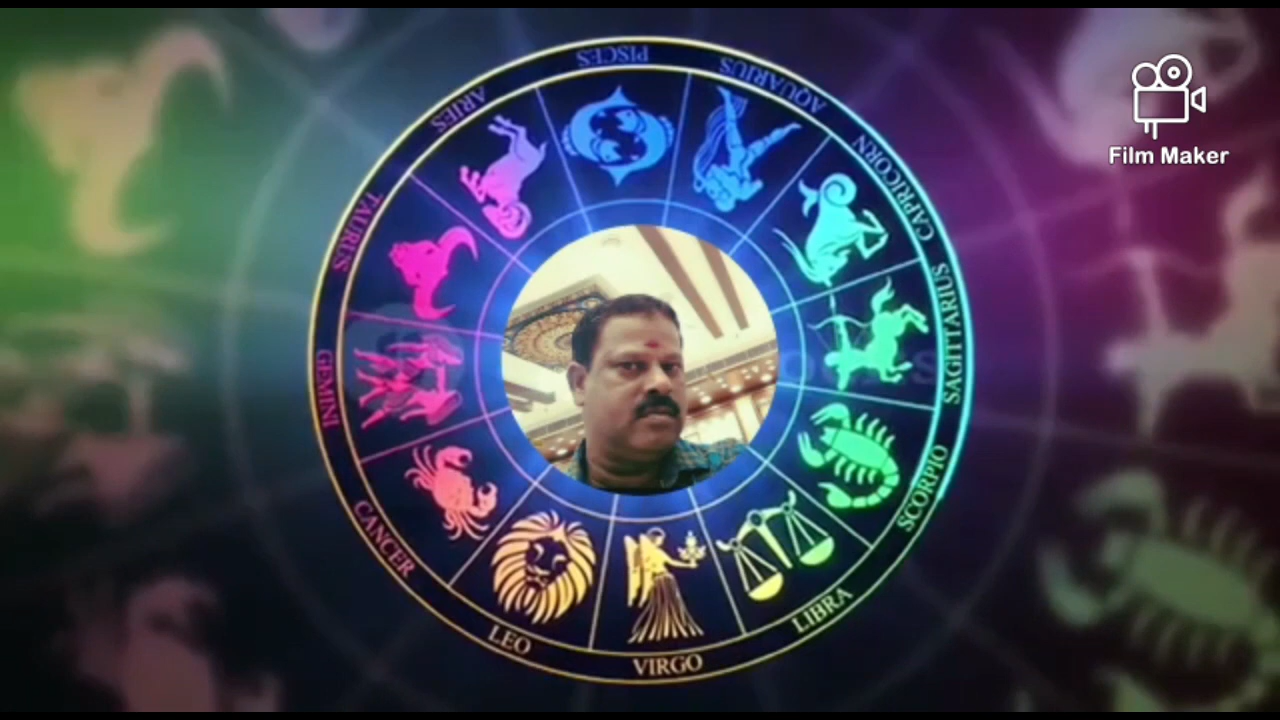 PISCES
AQUARIUS
ARIES
CAPRICORN
TAURUS
SAGITTARIUS
GEMINI
SCORPIO
CANCER
LIBRA
LEO
VIRGO
Film Maker